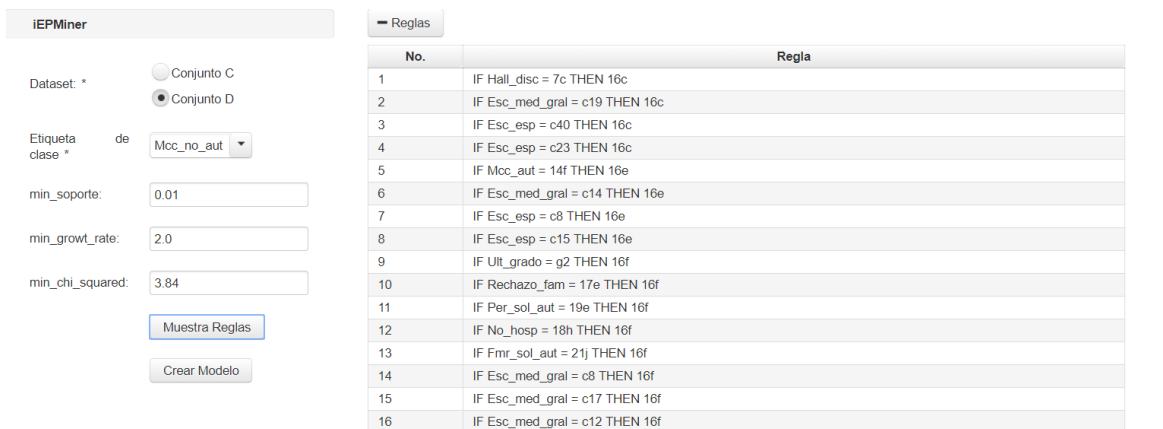 iEPMiner
Dataset: *
Conjunto C
Conjunto D
Etiqueta de
clase *
Mcc_no_aut
min_soporte:
0.01
min_growt_rate:
2.0
min_chi_squared:
3.84
Muestra Reglas
Crear Modelo
Reglas
No. Regla
1 IF Hall_disc = 7c THEN 16c
2 IF Esc_med_gral = c19 THEN 16c
3 IF Esc_esp = c40 THEN 16c
4 IF Esc_esp = c23 THEN 16c
5 IF Mcc_aut = 14f THEN 16e
6 IF Esc_med_gral = c14 THEN 16e
7 IF Esc_esp = c8 THEN 16e
8 IF Esc_esp = c15 THEN 16e
9 IF Ult_grado = g2 THEN 16f
10 IF Rechazo_fam = 17e THEN 16f
11 IF Per_sol_aut = 19e THEN 16f
12 IF No_hosp = 18h THEN 16f
13 IF Fmr_sol_aut = 21j THEN 16f
14 IF Esc_med_gral = c8 THEN 16f
15 IF Esc_med_gral = c17 THEN 16f
16 IF Esc_med_gral = c12 THEN 16f